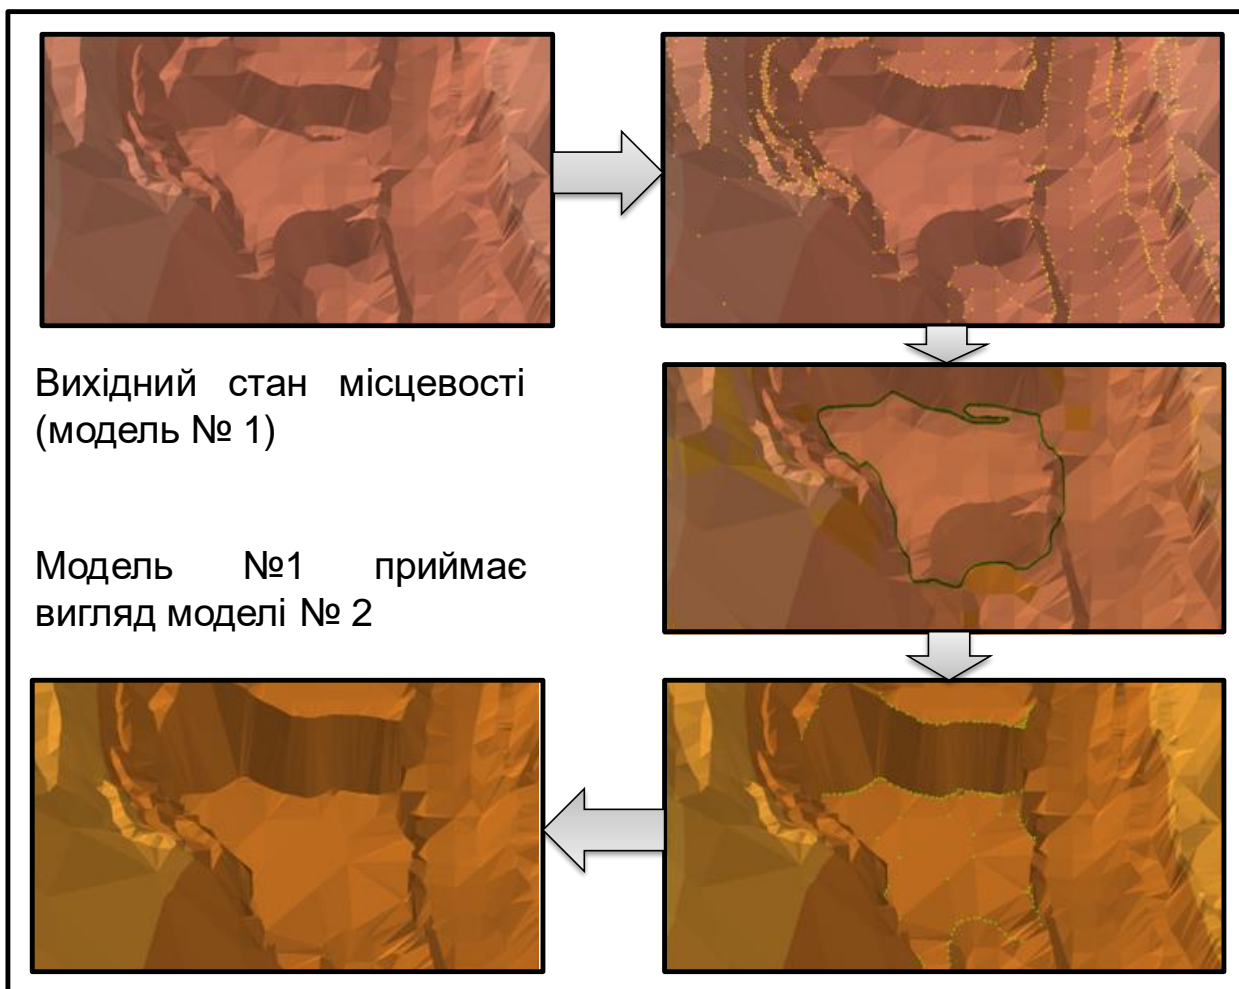 Вихідний стан місцевості
(модель № 1)
Модель №1 приймає
вигляд моделі № 2